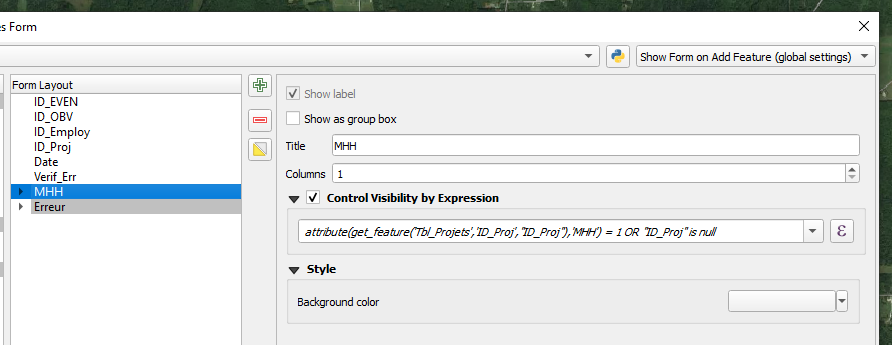 es Form
Show Form on Add Feature (global settings)
Form Layout
ID_EVEN
ID_OBV
ID_Employ
ID_Proj
Date
Verif_Err
MHH
Erreur
Show label
Show as group box
Title MHH
Columns 1
Control Visibility by Expression
attribute(get_feature('Tbl_Projets','ID_Proj',"ID_Proj"),'MHH') = 1 OR "ID_Proj" is null
ε
Style
Background color